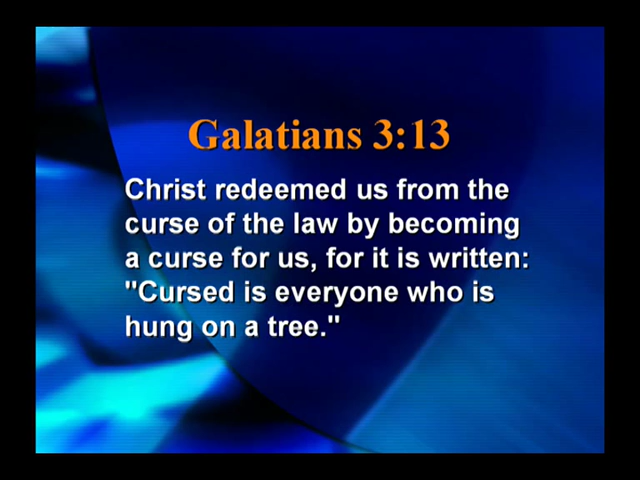 Galatians 3:13
Christ redeemed us from the
curse of the law by becoming
a curse for us, for it is written:
"Cursed is everyone who is
hung on a tree."